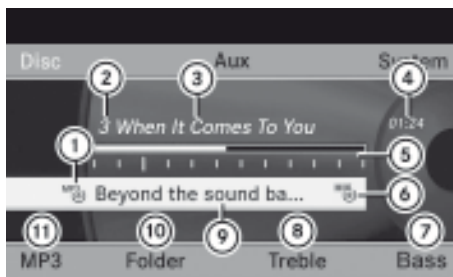 Disc Aux System
2 3 4
3 When It Comes To You 01:24
1
5
MP3 Beyond the sound ba... 6
11 10 9 8 7
MP3 Folder Treble Bass